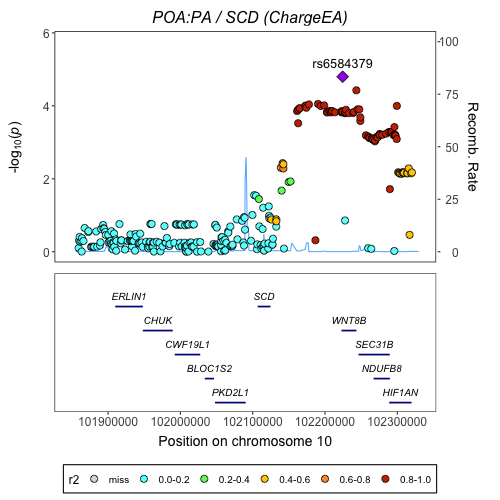 POA:PA / SCD (ChargeEA)
6
4
2
0
-log10(p)
100
75
50
25
0
Recomb. Rate
rs6584379
ERLIN1
SCD
CHUK
WNT8B
CWF19L1
SEC31B
BLOC1S2
NDUFB8
PKD2L1
HIF1AN
101900000 102000000 102100000 102200000 102300000
Position on chromosome 10
r2 miss 0.0-0.2 0.2-0.4 0.4-0.6 0.6-0.8 0.8-1.0